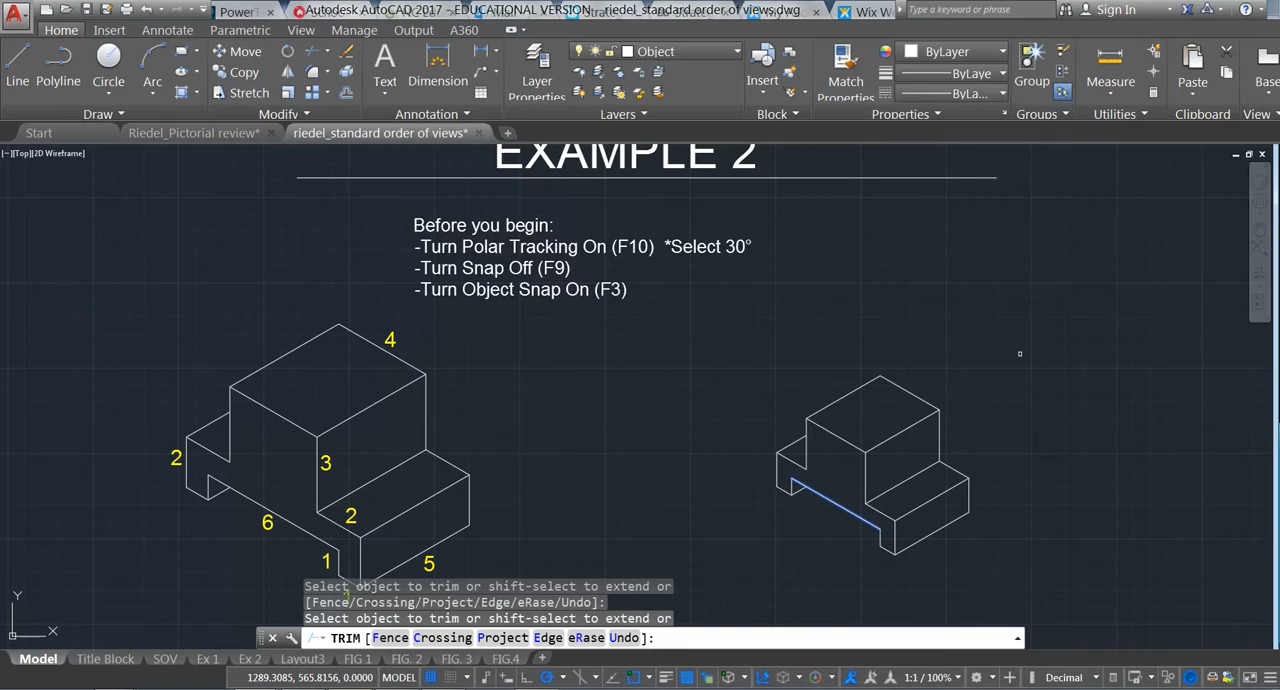 PowerT Autodesk AutoCAD 2017 - EDUCATIONAL VERSION riedel_standard order of views.dwg Wix W Type a keyword or phrase Sign In
Home Insert Annotate Parametric View Manage Output A360
Line Polyline Circle Arc
Move
Copy
Stretch
Text Dimension
Layer
Properties
Object
Insert
Match
Properties
ByLayer
ByLaye
ByLa...
Group Measure Paste Base
Draw Modify Annotation Layers Block Properties Groups Utilities Clipboard View
Start Riedel_Pictorial review* riedel_standard order of views*
[−][Top][2D Wireframe]
EXAMPLE 2
Before you begin:
-Turn Polar Tracking On (F10) *Select 30°
-Turn Snap Off (F9)
-Turn Object Snap On (F3)
4
2
3
2
6
1
5
Select object to trim or shift-select to extend or
[Fence/Crossing/Project/Edge/eRase/Undo]:
Select object to trim or shift-select to extend or
TRIM [Fence Crossing Project Edge eRase Undo]:
Y
X
Model Title Block SOV Ex 1 Ex 2 Layout3 FIG 1 FIG. 2 FIG. 3 FIG.4
1289.3085, 565.8156, 0.0000 MODEL 1:1 / 100% Decimal